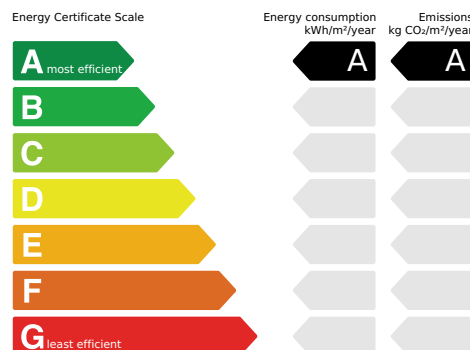 Energy Certificate Scale
Energy consumption
kWh/m²/year
Emissions
kg CO₂/m²/year
A most efficient
A
A
B
C
D
E
F
G least efficient